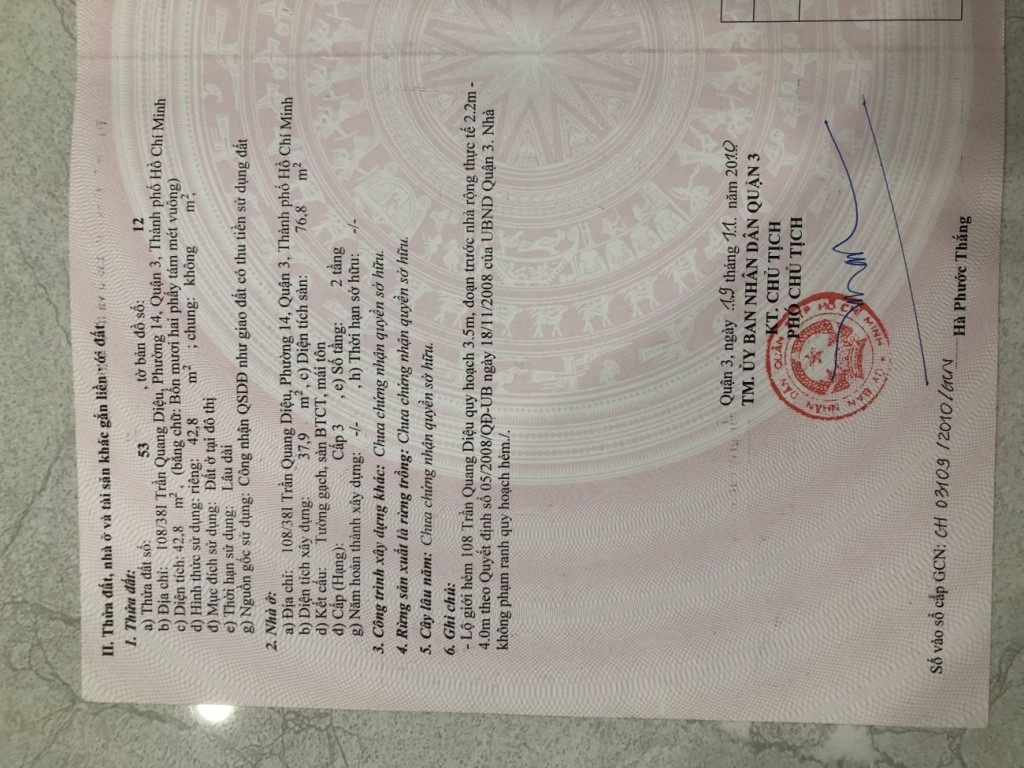 II. Thửa đất, nhà ở và tài sản khác gắn liền với đất:
1. Thửa đất:
a) Thửa đất số: 53 , tờ bản đồ số: 12
b) Địa chỉ: 108/38I Trần Quang Diệu, Phường 14, Quận 3, Thành phố Hồ Chí Minh
c) Diện tích: 42,8 m², (bằng chữ: Bốn mươi hai phẩy tám mét vuông)
d) Hình thức sử dụng: riêng: 42,8 m² ; chung: không m²,
đ) Mục đích sử dụng: Đất ở tại đô thị
e) Thời hạn sử dụng: Lâu dài
g) Nguồn gốc sử dụng: Công nhận QSDĐ như giao đất có thu tiền sử dụng đất
2. Nhà ở:
a) Địa chỉ: 108/38I Trần Quang Diệu, Phường 14, Quận 3, Thành phố Hồ Chí Minh
b) Diện tích xây dựng: 37,9 m², c) Diện tích sàn: 76,8 m²
d) Kết cấu: Tường gạch, sàn BTCT, mái tôn
đ) Cấp (Hạng): Cấp 3 , e) Số tầng: 2 tầng
g) Năm hoàn thành xây dựng: -/- , h) Thời hạn sở hữu: -/-
3. Công trình xây dựng khác: Chưa chứng nhận quyền sở hữu.
4. Rừng sản xuất là rừng trồng: Chưa chứng nhận quyền sở hữu.
5. Cây lâu năm: Chưa chứng nhận quyền sở hữu.
6. Ghi chú:
- Lộ giới hẻm 108 Trần Quang Diệu quy hoạch 3.5m, đoạn trước nhà rộng thực tế 2.2m -
4.0m theo Quyết định số 05/2008/QĐ-UB ngày 18/11/2008 của UBND Quận 3. Nhà
không phạm ranh quy hoạch hẻm./.
Quận 3, ngày 19 tháng 11 năm 2010
TM. ỦY BAN NHÂN DÂN QUẬN 3
KT. CHỦ TỊCH
PHÓ CHỦ TỊCH
Hà Phước Thắng
Số vào sổ cấp GCN: CH 03109 /2010/GCN